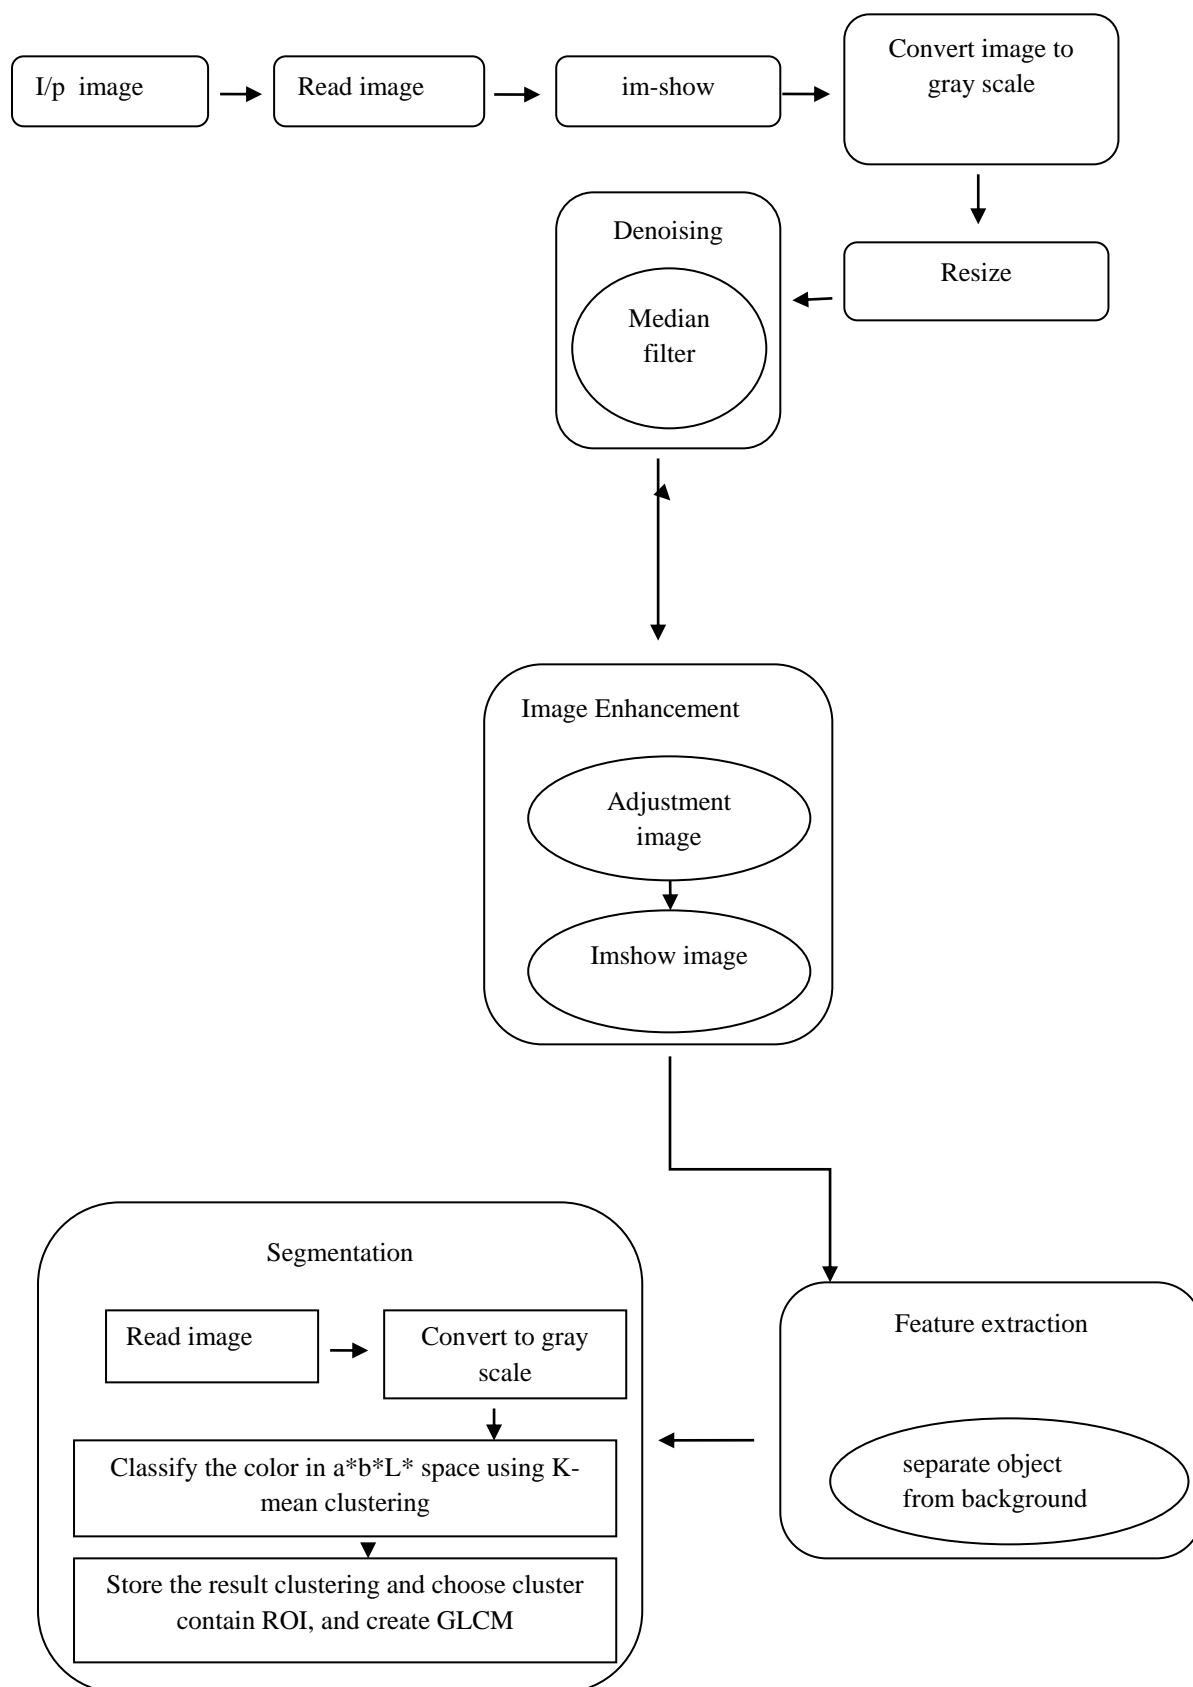 I/p  image
Read image
im-show
Convert image to
gray scale
Resize
Denoising
Median
filter
Image Enhancement
Adjustment
image
Imshow image
Feature extraction
separate object
from background
Segmentation
Read image
Convert to gray
scale
Classify the color in a*b*L* space using K-
mean clustering
Store the result clustering and choose cluster
contain ROI, and create GLCM